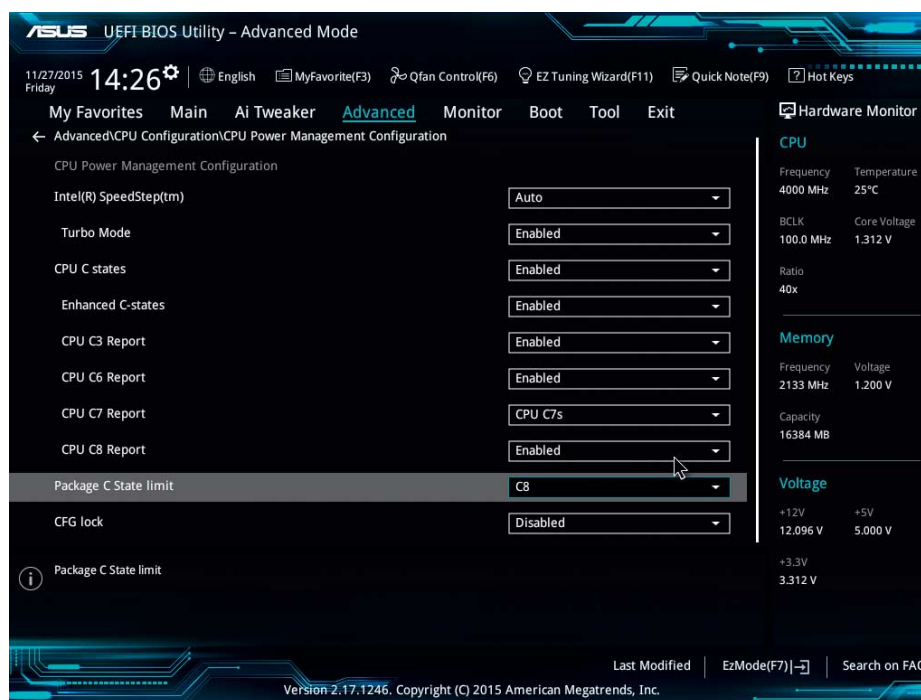 ASUS UEFI BIOS Utility – Advanced Mode
11/27/2015 Friday 14:26 English MyFavorite(F3) Qfan Control(F6) EZ Tuning Wizard(F11) Quick Note(F9) ? Hot Keys
My Favorites Main Ai Tweaker Advanced Monitor Boot Tool Exit
← Advanced\CPU Configuration\CPU Power Management Configuration
CPU Power Management Configuration
Intel(R) SpeedStep(tm) Auto
Turbo Mode Enabled
CPU C states Enabled
Enhanced C-states Enabled
CPU C3 Report Enabled
CPU C6 Report Enabled
CPU C7 Report CPU C7s
CPU C8 Report Enabled
Package C State limit C8
CFG lock Disabled
i Package C State limit
Hardware Monitor
CPU
Frequency Temperature
4000 MHz 25°C
BCLK Core Voltage
100.0 MHz 1.312 V
Ratio
40x
Memory
Frequency Voltage
2133 MHz 1.200 V
Capacity
16384 MB
Voltage
+12V +5V
12.096 V 5.000 V
+3.3V
3.312 V
Last Modified EzMode(F7) Search on FAQ
Version 2.17.1246. Copyright (C) 2015 American Megatrends, Inc.